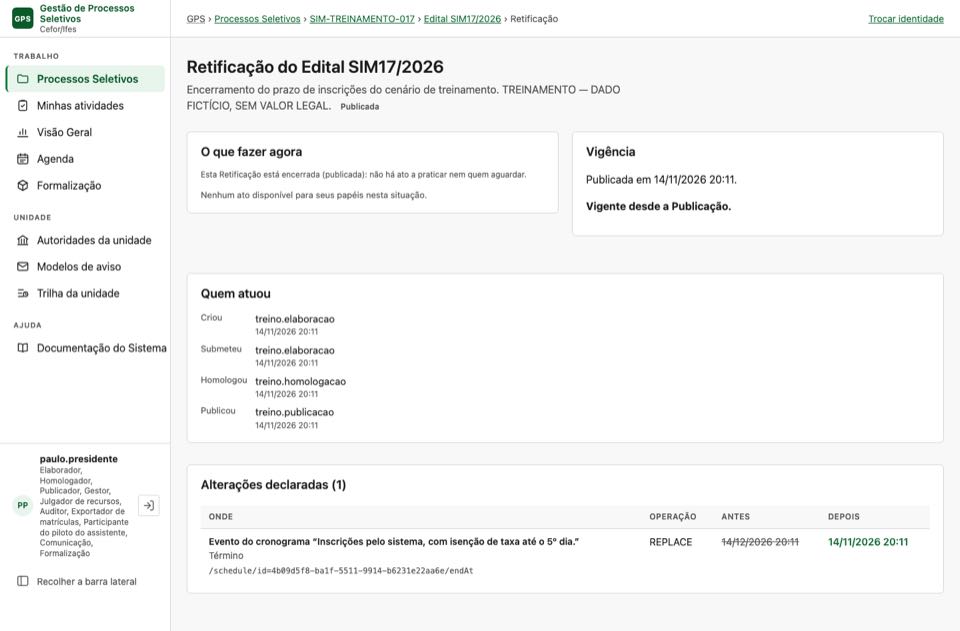 GPS
Gestão de Processos
Seletivos
Cefor/Ifes
GPS › Processos Seletivos › SIM-TREINAMENTO-017 › Edital SIM17/2026 › Retificação
Trocar identidade
TRABALHO
Processos Seletivos
Minhas atividades
Visão Geral
Agenda
Formalização
UNIDADE
Autoridades da unidade
Modelos de aviso
Trilha da unidade
AJUDA
Documentação do Sistema
PP
paulo.presidente
Elaborador,
Homologador,
Publicador, Gestor,
Julgador de recursos,
Auditor, Exportador de
matrículas, Participante
do piloto do assistente,
Comunicação,
Formalização
Recolher a barra lateral
Retificação do Edital SIM17/2026
Encerramento do prazo de inscrições do cenário de treinamento. TREINAMENTO — DADO
FICTÍCIO, SEM VALOR LEGAL. Publicada
O que fazer agora
Esta Retificação está encerrada (publicada): não há ato a praticar nem quem aguardar.
Nenhum ato disponível para seus papéis nesta situação.
Vigência
Publicada em 14/11/2026 20:11.
Vigente desde a Publicação.
Quem atuou
Criou treino.elaboracao
14/11/2026 20:11
Submeteu treino.elaboracao
14/11/2026 20:11
Homologou treino.homologacao
14/11/2026 20:11
Publicou treino.publicacao
14/11/2026 20:11
Alterações declaradas (1)
ONDE OPERAÇÃO ANTES DEPOIS
Evento do cronograma “Inscrições pelo sistema, com isenção de taxa até o 5º dia.” REPLACE 14/12/2026 20:11 14/11/2026 20:11
Término
/schedule/id=4b09d5f8-ba1f-5511-9914-b6231e22aa6e/endAt